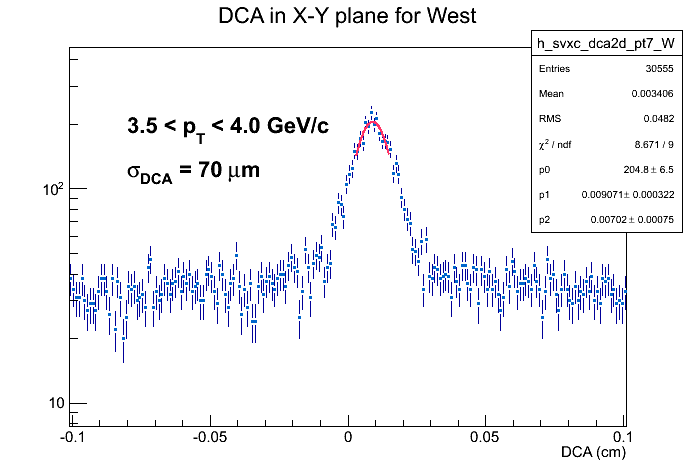 DCA in X-Y plane for West
h_svxc_dca2d_pt7_W
Entries 30555
Mean 0.003406
RMS 0.0482
χ² / ndf 8.671 / 9
p0 204.8 ± 6.5
p1 0.009071 ± 0.000322
p2 0.00702 ± 0.00075
3.5 < p_T < 4.0 GeV/c
σ_DCA = 70 μm
10²
10
-0.1 -0.05 0 0.05 0.1
DCA (cm)